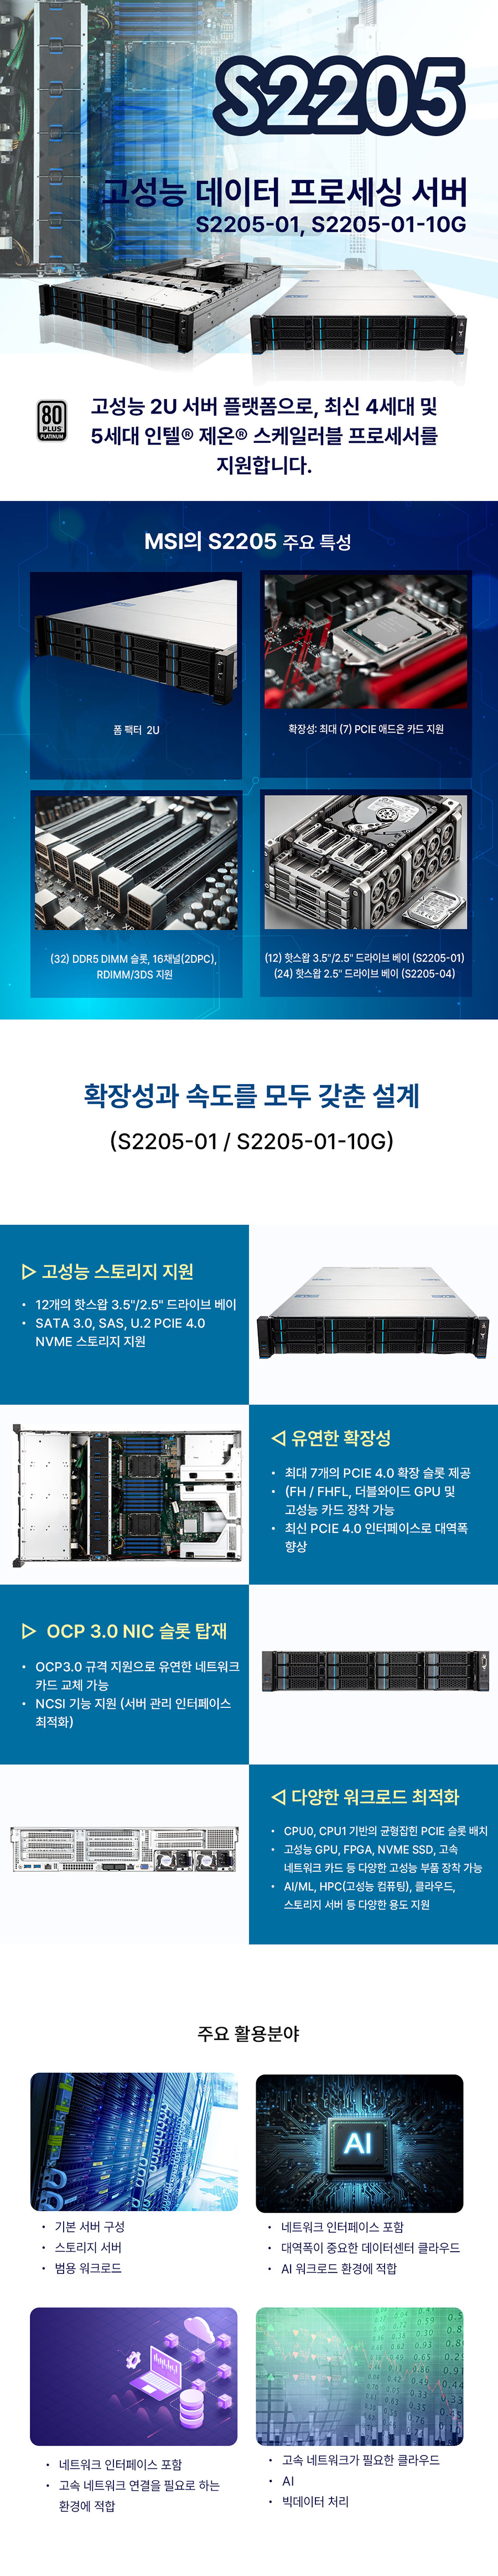 S2205
고성능 데이터 프로세싱 서버
S2205-01, S2205-01-10G
80
PLUS
PLATINUM
고성능 2U 서버 플랫폼으로, 최신 4세대 및
5세대 인텔® 제온® 스케일러블 프로세서를
지원합니다.
MSI의 S2205 주요 특성
폼 팩터 2U
확장성: 최대 (7) PCIE 애드온 카드 지원
(32) DDR5 DIMM 슬롯, 16채널(2DPC),
RDIMM/3DS 지원
(12) 핫스왑 3.5"/2.5" 드라이브 베이 (S2205-01)
(24) 핫스왑 2.5" 드라이브 베이 (S2205-04)
확장성과 속도를 모두 갖춘 설계
(S2205-01 / S2205-01-10G)
▷ 고성능 스토리지 지원
• 12개의 핫스왑 3.5"/2.5" 드라이브 베이
• SATA 3.0, SAS, U.2 PCIE 4.0
NVME 스토리지 지원
◁ 유연한 확장성
• 최대 7개의 PCIE 4.0 확장 슬롯 제공
• (FH / FHFL, 더블와이드 GPU 및
고성능 카드 장착 가능
• 최신 PCIE 4.0 인터페이스로 대역폭
향상
▷ OCP 3.0 NIC 슬롯 탑재
• OCP3.0 규격 지원으로 유연한 네트워크
카드 교체 가능
• NCSI 기능 지원 (서버 관리 인터페이스
최적화)
◁ 다양한 워크로드 최적화
• CPU0, CPU1 기반의 균형잡힌 PCIE 슬롯 배치
• 고성능 GPU, FPGA, NVME SSD, 고속
네트워크 카드 등 다양한 고성능 부품 장착 가능
• AI/ML, HPC(고성능 컴퓨팅), 클라우드,
스토리지 서버 등 다양한 용도 지원
주요 활용분야
AI
• 기본 서버 구성
• 스토리지 서버
• 범용 워크로드
• 네트워크 인터페이스 포함
• 대역폭이 중요한 데이터센터 클라우드
• AI 워크로드 환경에 적합
• 네트워크 인터페이스 포함
• 고속 네트워크 연결을 필요로 하는
환경에 적합
• 고속 네트워크가 필요한 클라우드
• AI
• 빅데이터 처리